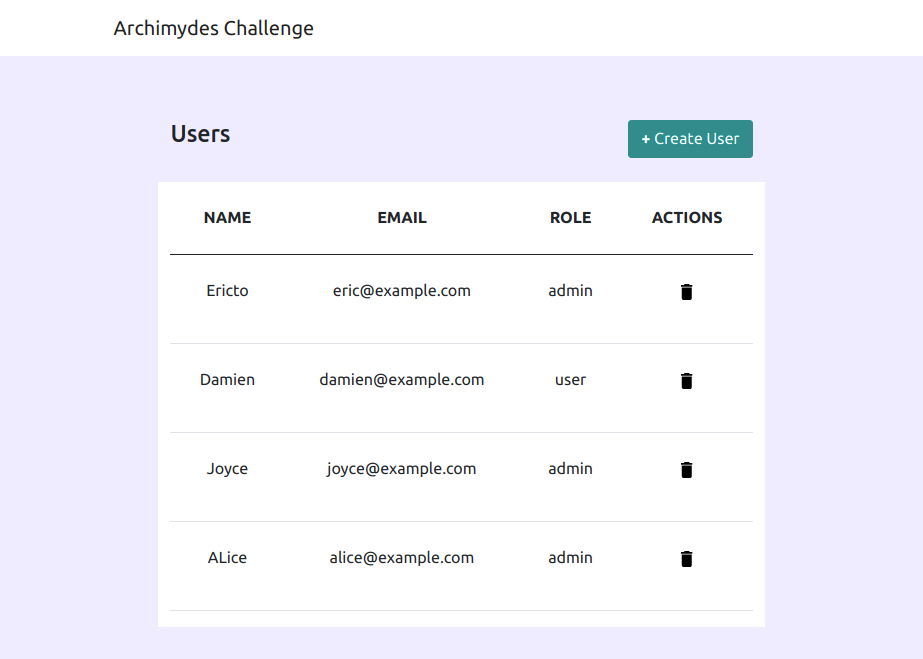 Archimydes Challenge
Users
+ Create User
NAME EMAIL ROLE ACTIONS
Ericto eric@example.com admin
Damien damien@example.com user
Joyce joyce@example.com admin
ALice alice@example.com admin